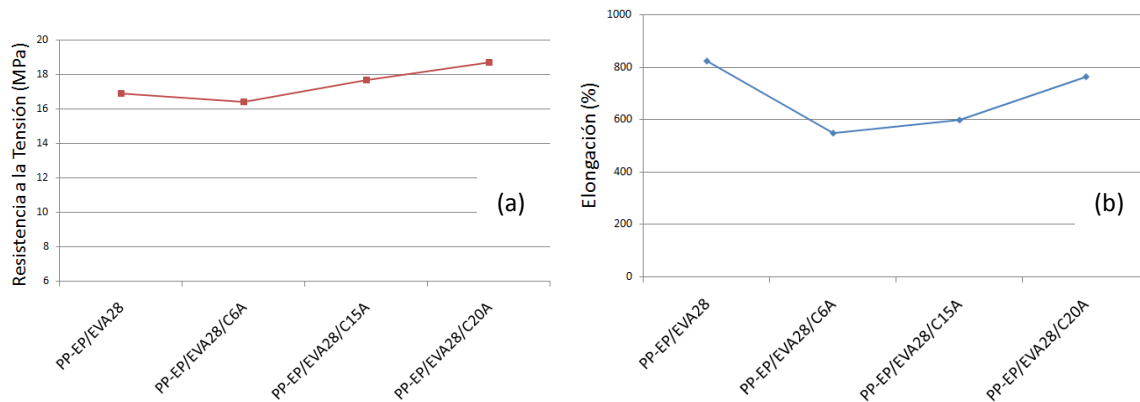 Resistencia a la Tensión (MPa)
20
18
16
14
12
10
8
6
(a)
PP-EP/EVA28
PP-EP/EVA28/C6A
PP-EP/EVA28/C15A
PP-EP/EVA28/C20A
Elongación (%)
1000
800
600
400
200
0
(b)
PP-EP/EVA28
PP-EP/EVA28/C6A
PP-EP/EVA28/C15A
PP-EP/EVA28/C20A